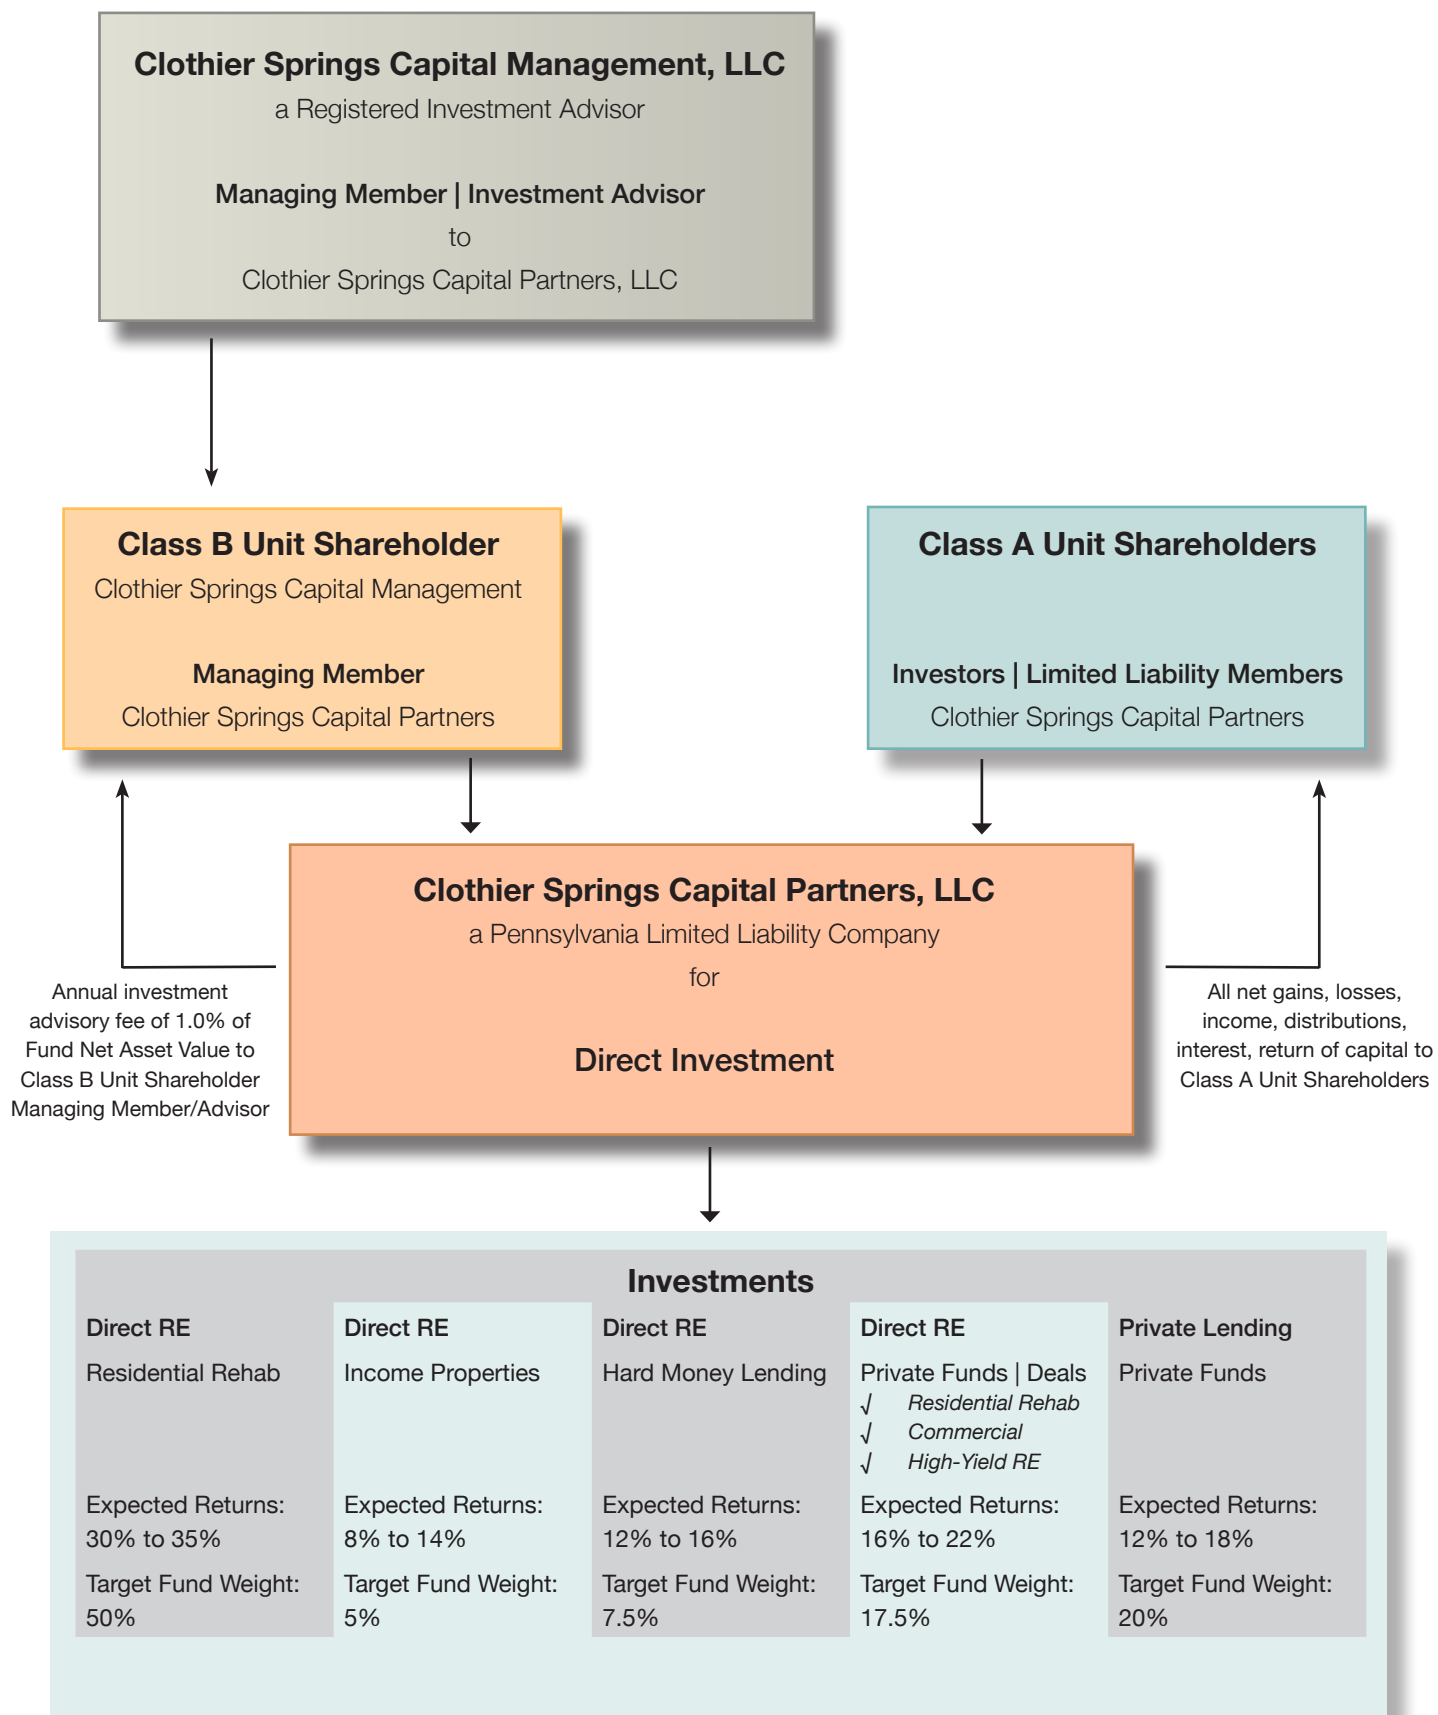 Clothier Springs Capital Management, LLC
a Registered Investment Advisor
Managing Member | Investment Advisor
to
Clothier Springs Capital Partners, LLC
Class B Unit Shareholder
Clothier Springs Capital Management
Managing Member
Clothier Springs Capital Partners
Class A Unit Shareholders
Investors | Limited Liability Members
Clothier Springs Capital Partners
Clothier Springs Capital Partners, LLC
a Pennsylvania Limited Liability Company
for
Direct Investment
Annual investment
advisory fee of 1.0% of
Fund Net Asset Value to
Class B Unit Shareholder
Managing Member/Advisor
All net gains, losses,
income, distributions,
interest, return of capital to
Class A Unit Shareholders
Investments
Direct RE
Residential Rehab
Expected Returns:
30% to 35%
Target Fund Weight:
50%
Direct RE
Income Properties
Expected Returns:
8% to 14%
Target Fund Weight:
5%
Direct RE
Hard Money Lending
Expected Returns:
12% to 16%
Target Fund Weight:
7.5%
Direct RE
Private Funds | Deals
√ Residential Rehab
√ Commercial
√ High-Yield RE
Expected Returns:
16% to 22%
Target Fund Weight:
17.5%
Private Lending
Private Funds
Expected Returns:
12% to 18%
Target Fund Weight:
20%